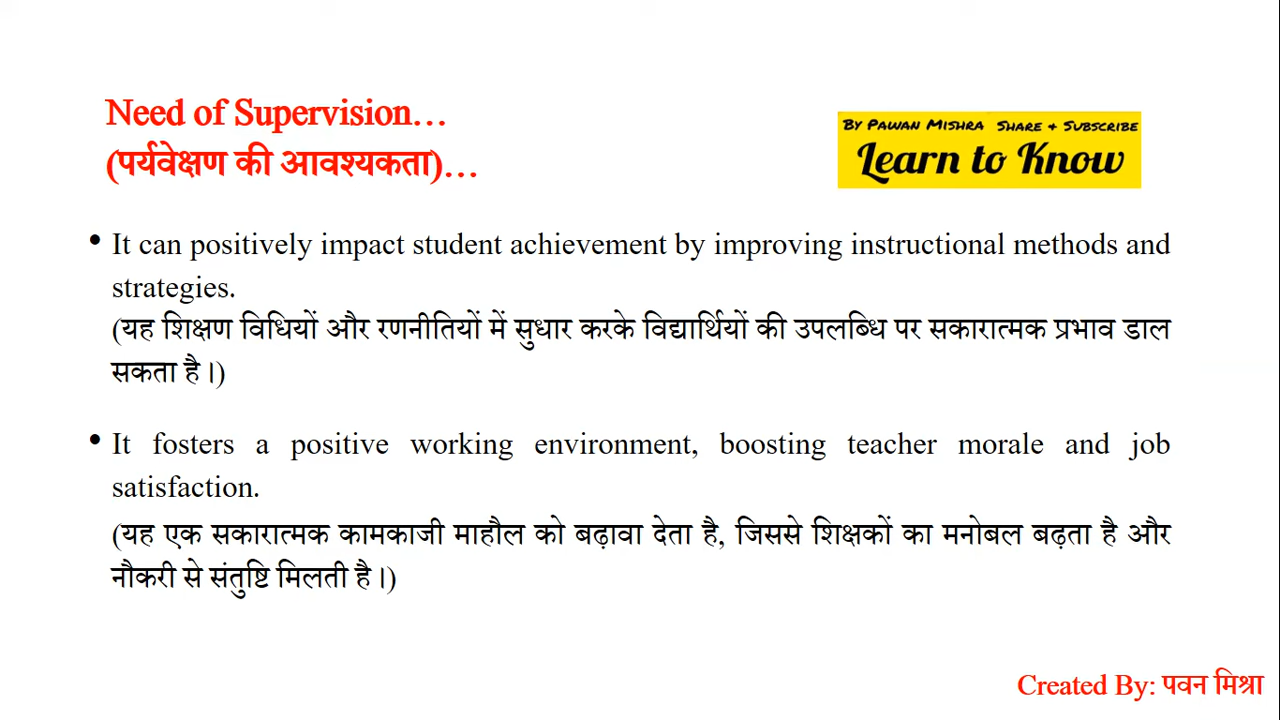 Need of Supervision...
(पर्यवेक्षण की आवश्यकता)...
By Pawan Mishra Share & Subscribe
Learn to Know
• It can positively impact student achievement by improving instructional methods and
strategies.
(यह शिक्षण विधियों और रणनीतियों में सुधार करके विद्यार्थियों की उपलब्धि पर सकारात्मक प्रभाव डाल
सकता है।)
• It fosters a positive working environment, boosting teacher morale and job
satisfaction.
(यह एक सकारात्मक कामकाजी माहौल को बढ़ावा देता है, जिससे शिक्षकों का मनोबल बढ़ता है और
नौकरी से संतुष्टि मिलती है।)
Created By: पवन मिश्रा